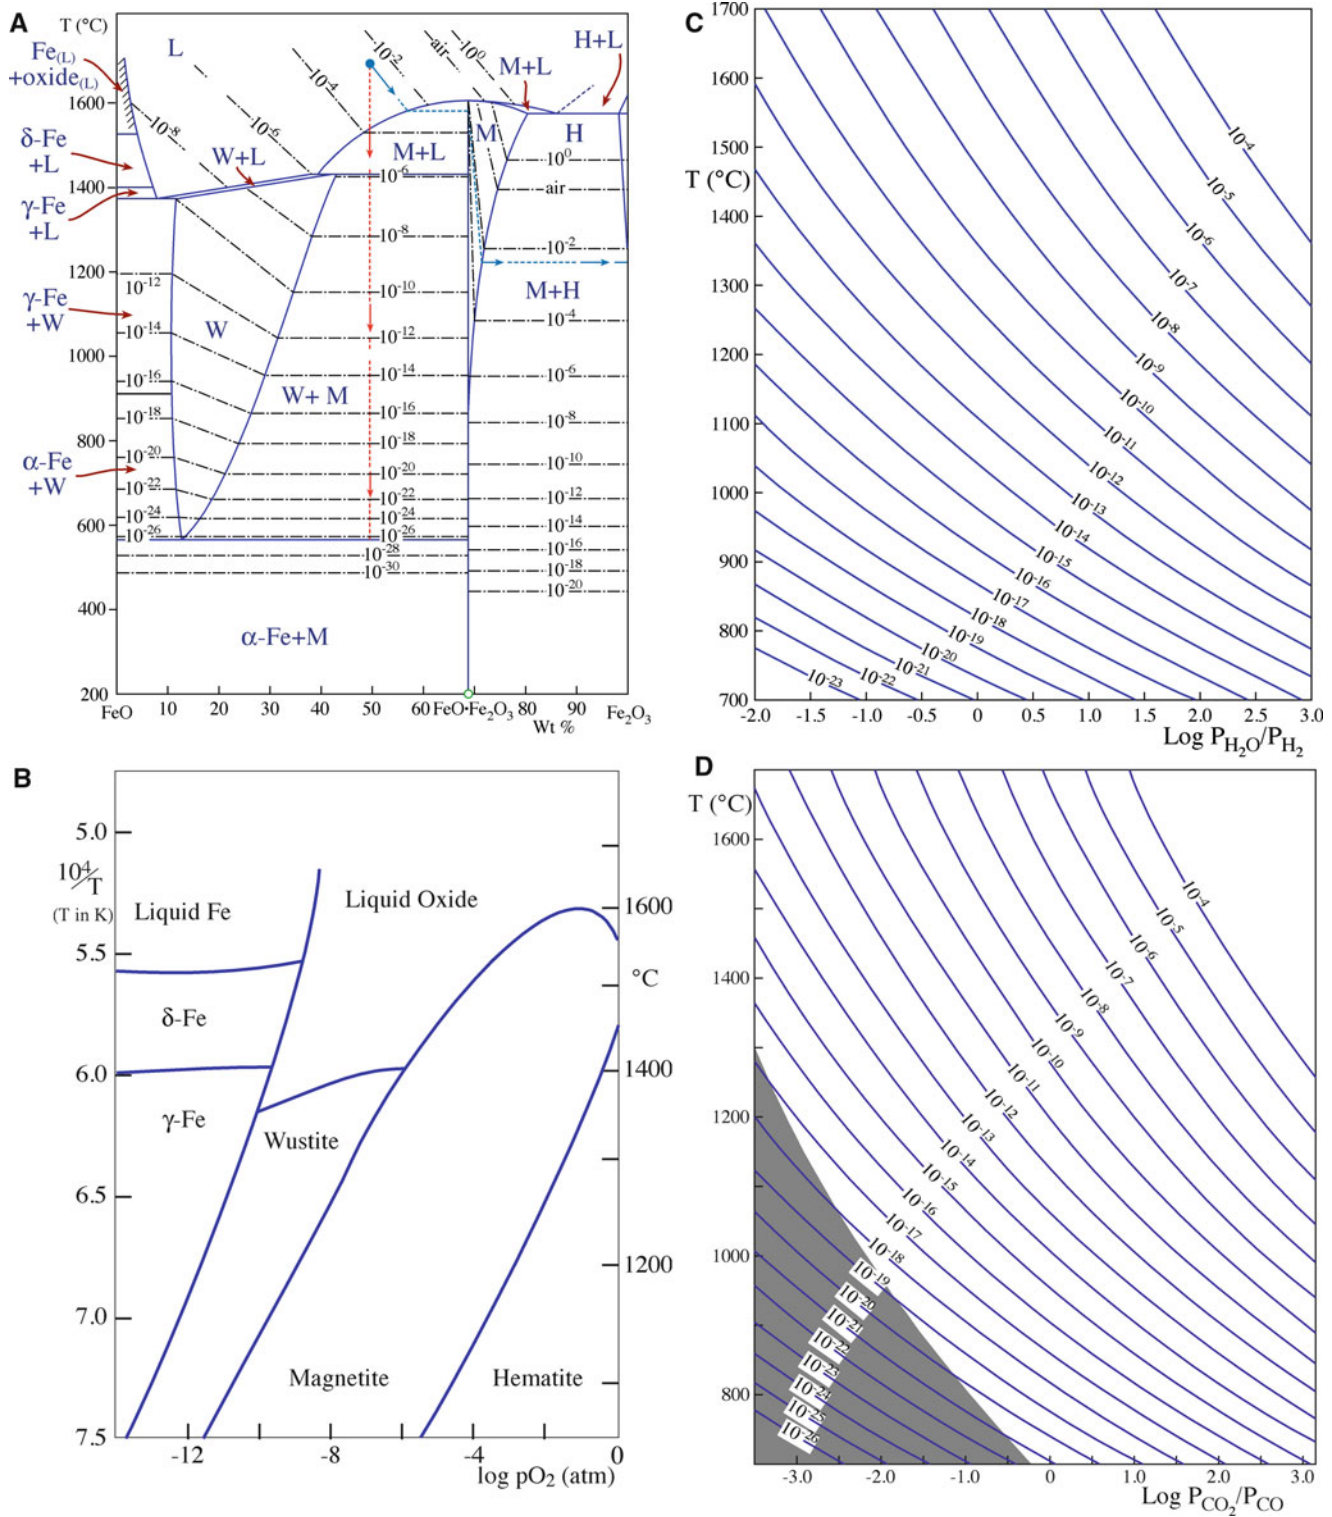 A
T (°C)
Fe(L)
+oxide(L)
δ-Fe
+L
γ-Fe
+L
γ-Fe
+W
α-Fe
+W
1600
1400
1200
1000
800
600
400
200
L
W+L
M+L
M
M+L
H+L
H
W
W+ M
M+H
α-Fe+M
10-8
10-6
10-4
10-2
air
10⁰
10-12
10-14
10-16
10-18
10-20
10-22
10-24
10-26
10-6
10-8
10-10
10-12
10-14
10-16
10-18
10-20
10-22
10-24
10-26
10-28
10-30
10⁰
air
10-2
10-4
10-6
10-8
10-10
10-12
10-14
10-16
10-18
10-20
FeO 10 20 30 40 50 60 FeO•Fe₂O₃ 80 90 Fe₂O₃
Wt %
C
T (°C)
1700
1600
1500
1400
1300
1200
1100
1000
900
800
700
10-4
10-5
10-6
10-7
10-8
10-9
10-10
10-11
10-12
10-13
10-14
10-15
10-16
10-17
10-18
10-19
10-20
10-21
10-22
10-23
-2.0 -1.5 -1.0 -0.5 0 0.5 1.0 1.5 2.0 2.5 3.0
Log P H₂O/P H₂
B
10⁴/T
(T in K)
5.0
5.5
6.0
6.5
7.0
7.5
Liquid Fe
Liquid Oxide
δ-Fe
γ-Fe
Wustite
Magnetite
Hematite
1600
°C
1400
1200
-12 -8 -4 0
log pO₂ (atm)
D
T (°C)
1600
1400
1200
1000
800
10-4
10-5
10-6
10-7
10-8
10-9
10-10
10-11
10-12
10-13
10-14
10-15
10-16
10-17
10-18
10-19
10-20
10-21
10-22
10-23
10-24
10-25
10-26
-3.0 -2.0 -1.0 0 1.0 2.0 3.0
Log P CO₂/P CO